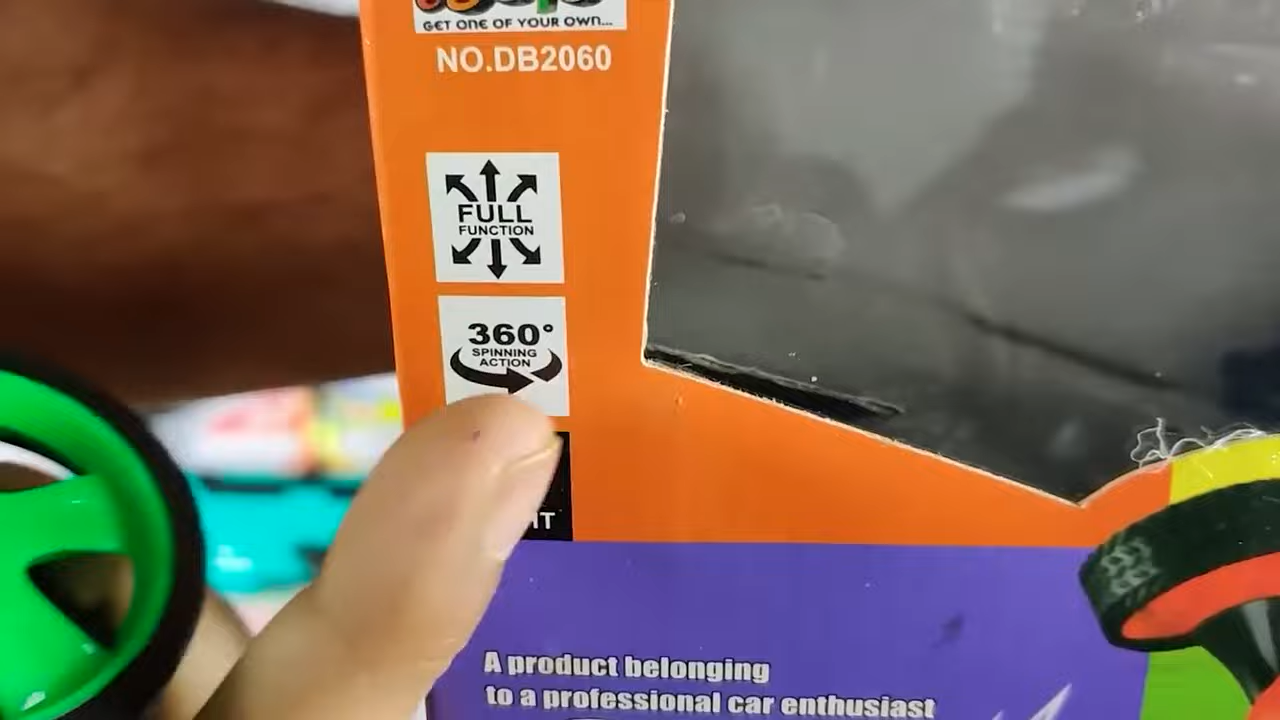 GET ONE OF YOUR OWN...
NO.DB2060
FULL
FUNCTION
360°
SPINNING
ACTION
A product belonging
to a professional car enthusiast